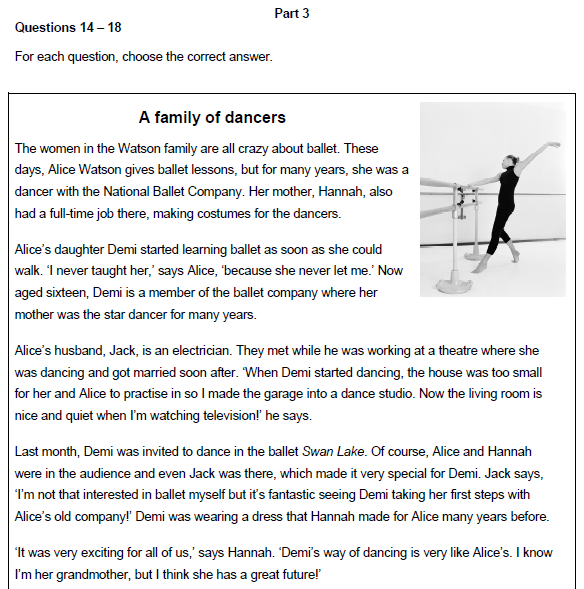 Part 3
Questions 14 – 18
For each question, choose the correct answer.
A family of dancers
The women in the Watson family are all crazy about ballet. These
days, Alice Watson gives ballet lessons, but for many years, she was a
dancer with the National Ballet Company. Her mother, Hannah, also
had a full-time job there, making costumes for the dancers.
Alice’s daughter Demi started learning ballet as soon as she could
walk. ‘I never taught her,’ says Alice, ‘because she never let me.’ Now
aged sixteen, Demi is a member of the ballet company where her
mother was the star dancer for many years.
Alice’s husband, Jack, is an electrician. They met while he was working at a theatre where she
was dancing and got married soon after. ‘When Demi started dancing, the house was too small
for her and Alice to practise in so I made the garage into a dance studio. Now the living room is
nice and quiet when I’m watching television!’ he says.
Last month, Demi was invited to dance in the ballet Swan Lake. Of course, Alice and Hannah
were in the audience and even Jack was there, which made it very special for Demi. Jack says,
‘I’m not that interested in ballet myself but it’s fantastic seeing Demi taking her first steps with
Alice’s old company!’ Demi was wearing a dress that Hannah made for Alice many years before.
‘It was very exciting for all of us,’ says Hannah. ‘Demi’s way of dancing is very like Alice’s. I know
I’m her grandmother, but I think she has a great future!’